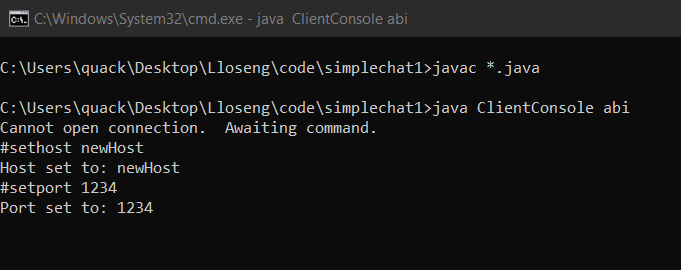 C:\Windows\System32\cmd.exe - java  ClientConsole abi
C:\Users\quack\Desktop\Lloseng\code\simplechat1>javac *.java
C:\Users\quack\Desktop\Lloseng\code\simplechat1>java ClientConsole abi
Cannot open connection.  Awaiting command.
#sethost newHost
Host set to: newHost
#setport 1234
Port set to: 1234